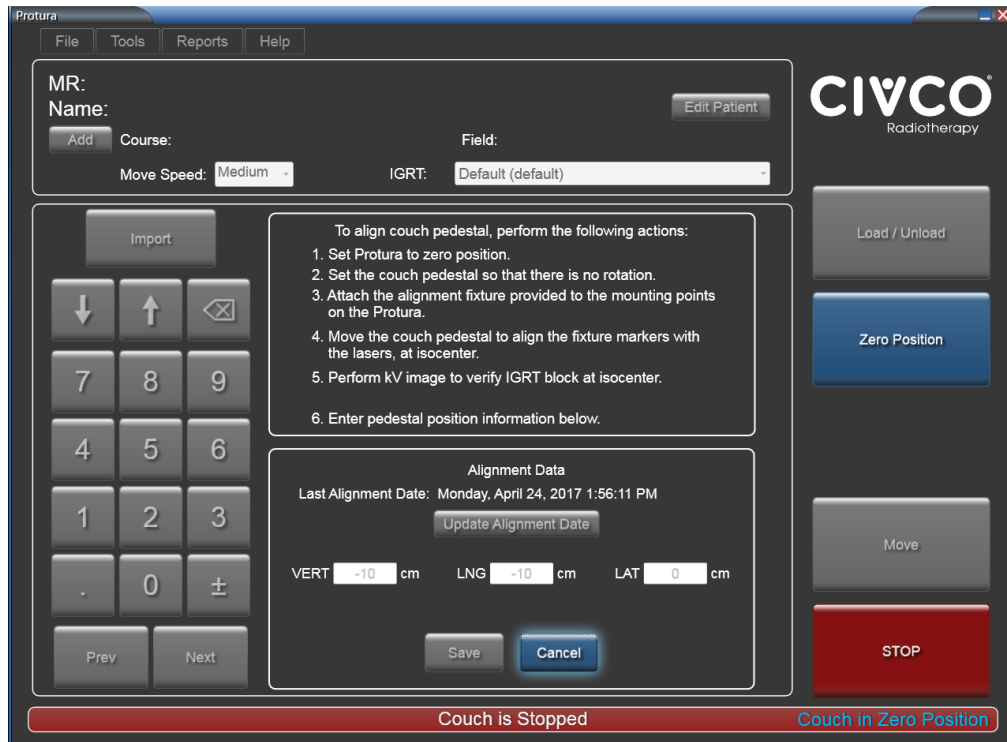 Protura
File Tools Reports Help
MR:
Name:
Edit Patient
Add Course: Field:
Move Speed: Medium IGRT: Default (default)
CIVCO
Radiotherapy
Import
7 8 9
4 5 6
1 2 3
. 0 ±
Prev Next
To align couch pedestal, perform the following actions:
1. Set Protura to zero position.
2. Set the couch pedestal so that there is no rotation.
3. Attach the alignment fixture provided to the mounting points
on the Protura.
4. Move the couch pedestal to align the fixture markers with
the lasers, at isocenter.
5. Perform kV image to verify IGRT block at isocenter.
6. Enter pedestal position information below.
Alignment Data
Last Alignment Date: Monday, April 24, 2017 1:56:11 PM
Update Alignment Date
VERT -10 cm LNG -10 cm LAT 0 cm
Save Cancel
Load / Unload
Zero Position
Move
STOP
Couch is Stopped
Couch in Zero Position